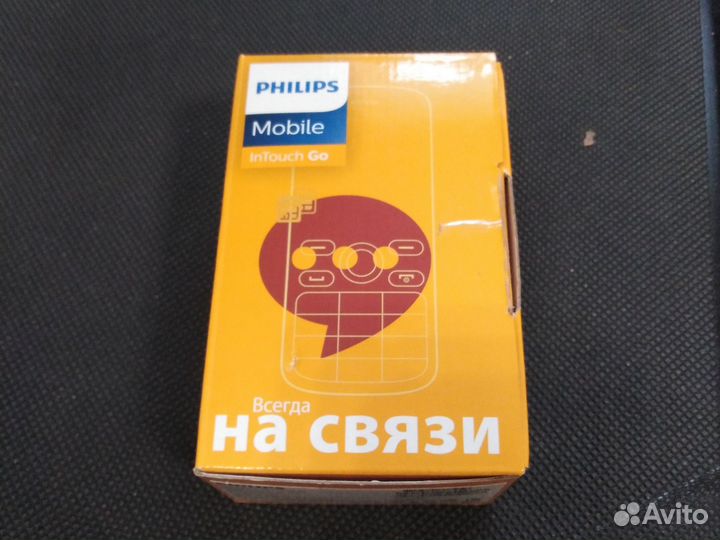 PHILIPS
Mobile
InTouch Go
Всегда
на связи
Avito